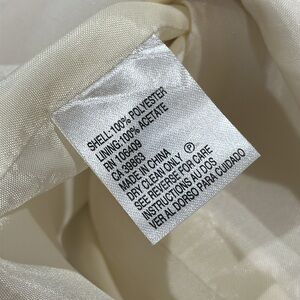 SHELL:100% POLYESTER
LINING:100% ACETATE
RN 106409
CA 38863
MADE IN CHINA
DRY CLEAN ONLY Ⓟ
SEE REVERSE FOR CARE
INSTRUCTIONS AU DOS
VER AL DORSO PARA CUIDADO